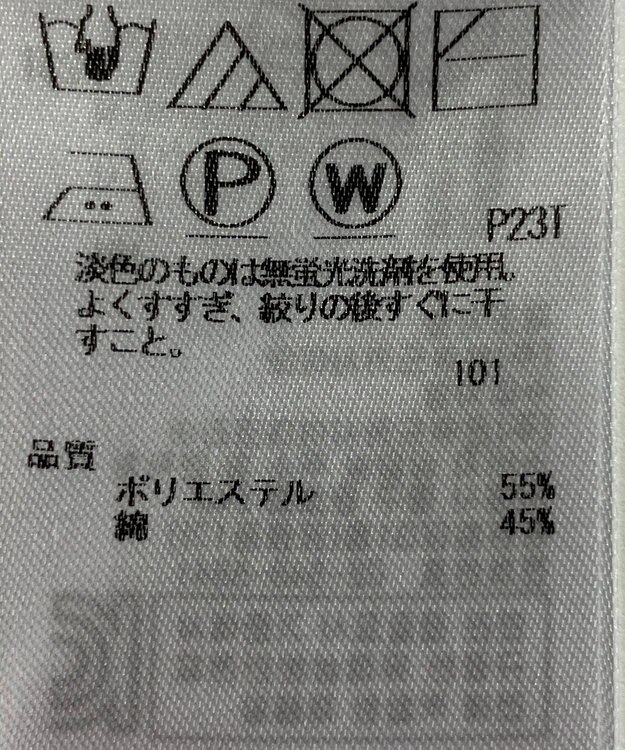 P
W
P23T
淡色のものは無蛍光洗剤を使用。
よくすすぎ、絞りの後すぐに干
すこと。
101
品質
ポリエステル 55%
綿 45%